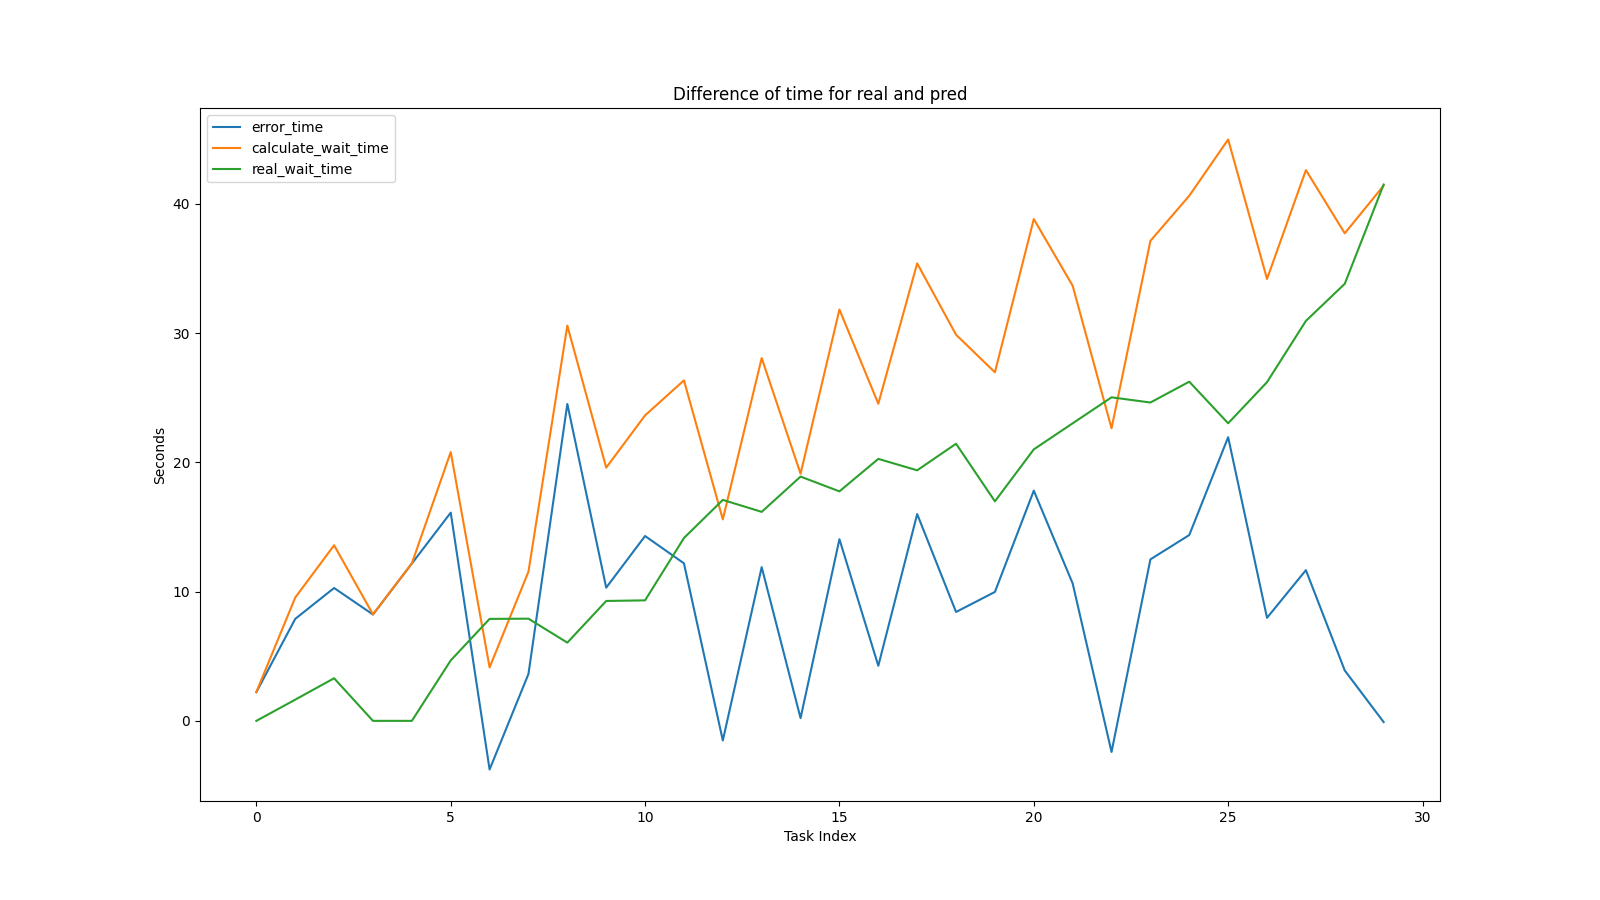 Difference of time for real and pred
error_time
calculate_wait_time
real_wait_time
40
30
20
10
0
Seconds
0 5 10 15 20 25 30
Task Index